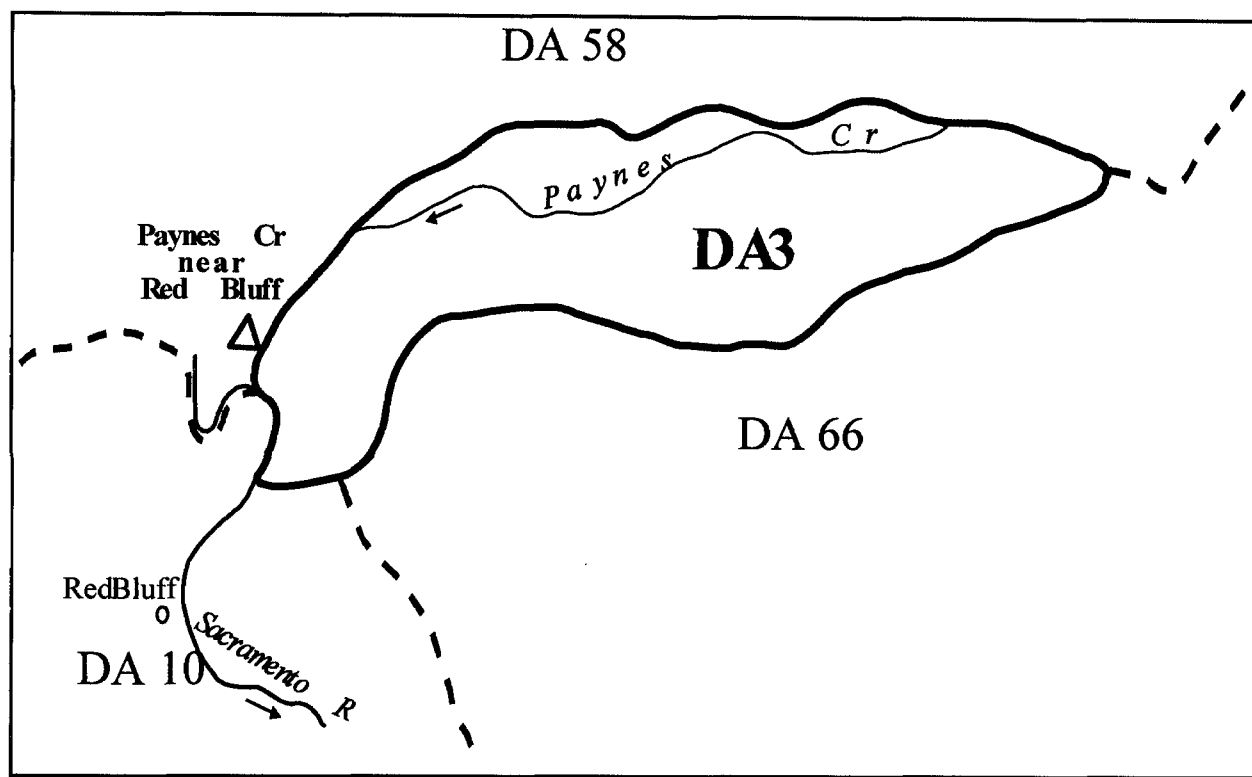 DA 58
Paynes Cr
DA3
Paynes Cr
near
Red Bluff
DA 66
RedBluff
Sacramento R
DA 10